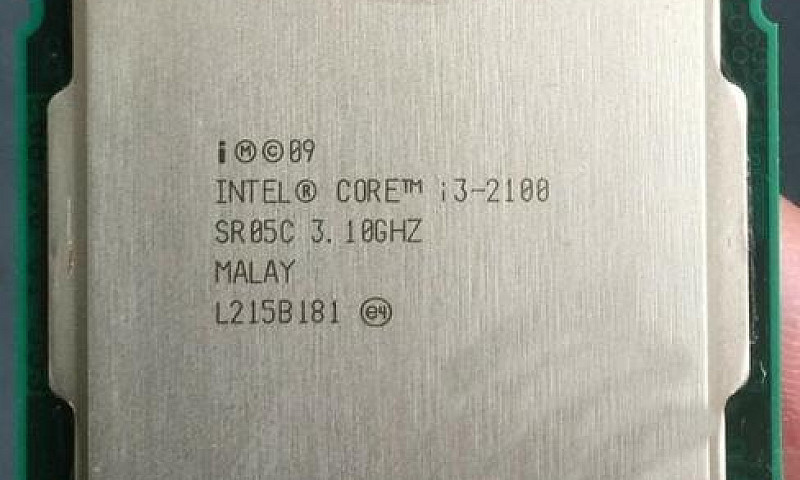 i Ⓜ©09
INTEL® CORE™ i3-2100
SR05C 3.10GHZ
MALAY
L215B181 e4